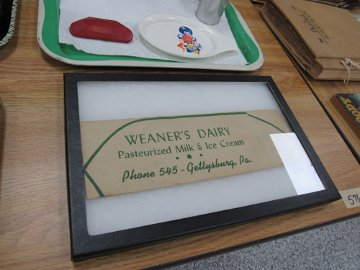 WEANER'S DAIRY
Pasteurized Milk & Ice Cream
Phone 545 - Gettysburg, Pa.